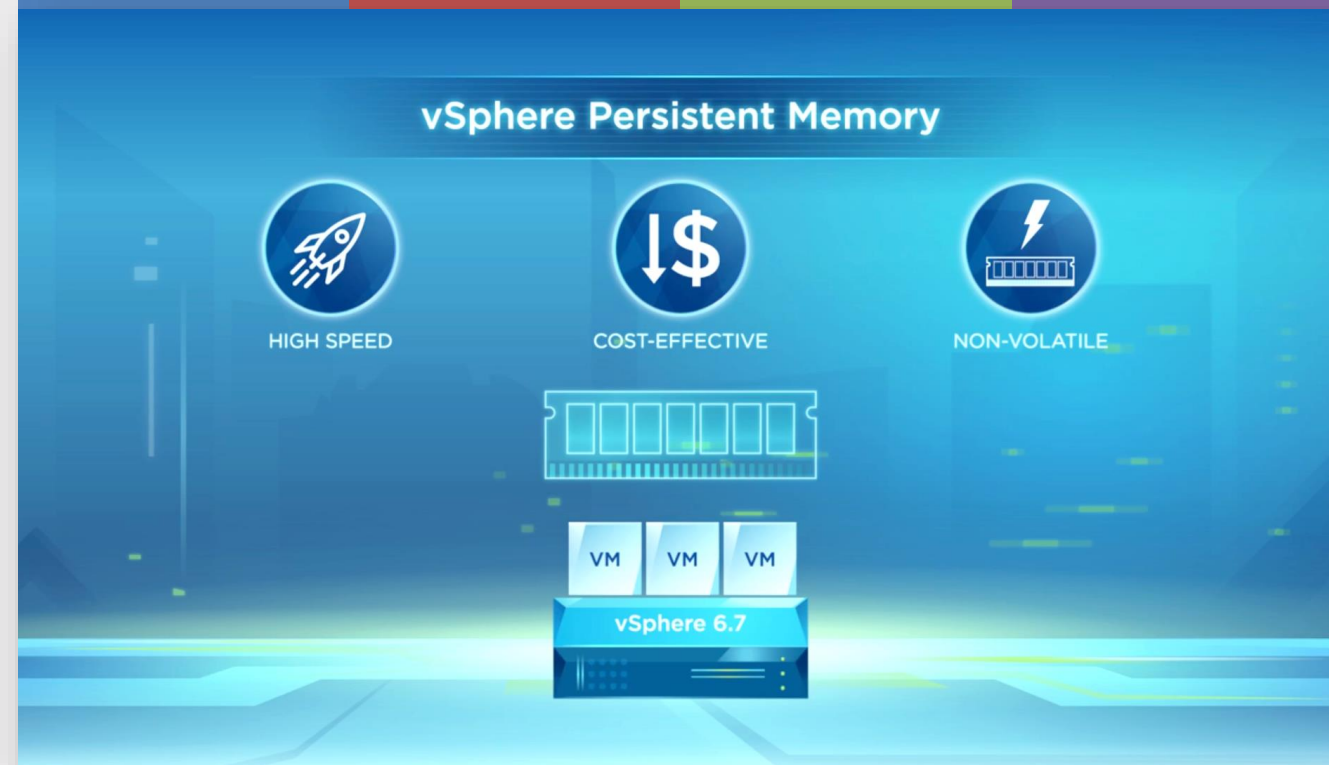 vSphere Persistent Memory
HIGH SPEED
COST-EFFECTIVE
NON-VOLATILE
VM
VM
VM
vSphere 6.7